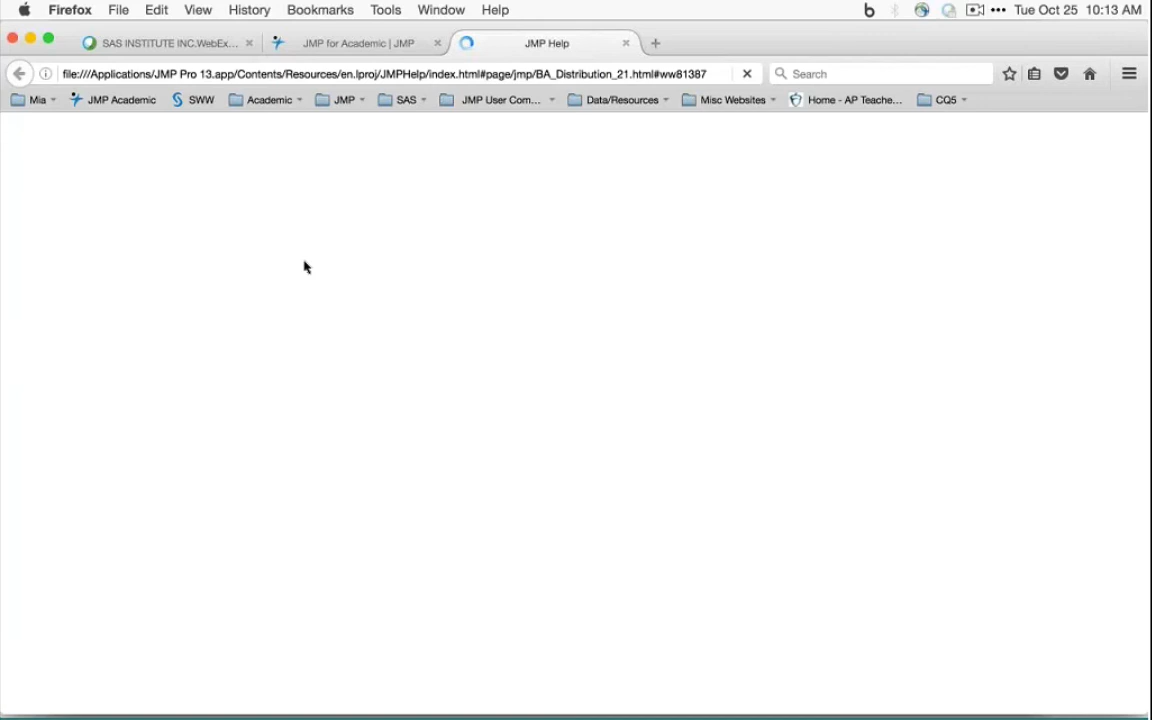 Firefox File Edit View History Bookmarks Tools Window Help Tue Oct 25 10:13 AM
SAS INSTITUTE INC.WebEx... JMP for Academic | JMP JMP Help
file:///Applications/JMP Pro 13.app/Contents/Resources/en.lproj/JMPHelp/index.html#page/jmp/BA_Distribution_21.html#ww81387 Search
Mia JMP Academic SWW Academic JMP SAS JMP User Com... Data/Resources Misc Websites Home - AP Teache... CQ5